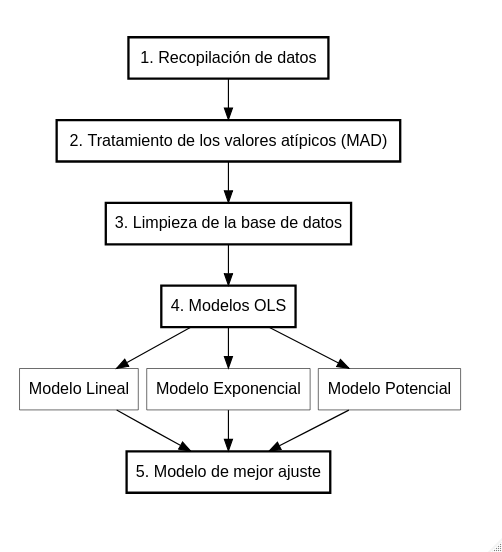 1. Recopilación de datos
2. Tratamiento de los valores atípicos (MAD)
3. Limpieza de la base de datos
4. Modelos OLS
Modelo Lineal
Modelo Exponencial
Modelo Potencial
5. Modelo de mejor ajuste